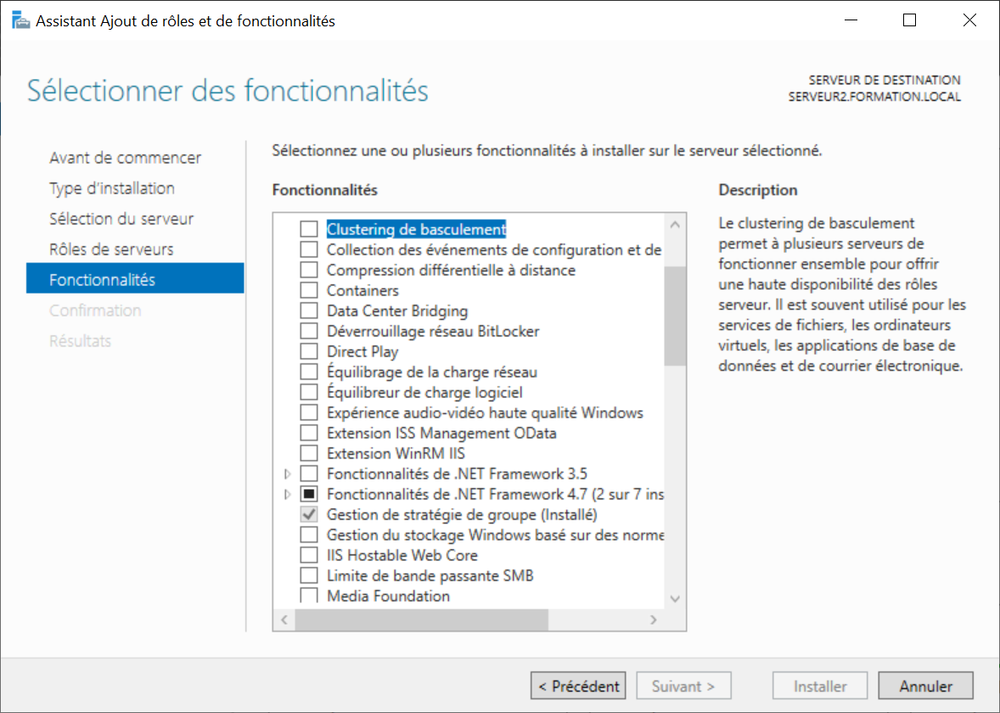 Assistant Ajout de rôles et de fonctionnalités
Sélectionner des fonctionnalités
SERVEUR DE DESTINATION
SERVEUR2.FORMATION.LOCAL
Avant de commencer
Type d'installation
Sélection du serveur
Rôles de serveurs
Fonctionnalités
Confirmation
Résultats
Sélectionnez une ou plusieurs fonctionnalités à installer sur le serveur sélectionné.
Fonctionnalités
Clustering de basculement
Collection des événements de configuration et de
Compression différentielle à distance
Containers
Data Center Bridging
Déverrouillage réseau BitLocker
Direct Play
Équilibrage de la charge réseau
Équilibreur de charge logiciel
Expérience audio-vidéo haute qualité Windows
Extension ISS Management OData
Extension WinRM IIS
Fonctionnalités de .NET Framework 3.5
Fonctionnalités de .NET Framework 4.7 (2 sur 7 ins
Gestion de stratégie de groupe (Installé)
Gestion du stockage Windows basé sur des norme
IIS Hostable Web Core
Limite de bande passante SMB
Media Foundation
Description
Le clustering de basculement
permet à plusieurs serveurs de
fonctionner ensemble pour offrir
une haute disponibilité des rôles
serveur. Il est souvent utilisé pour les
services de fichiers, les ordinateurs
virtuels, les applications de base de
données et de courrier électronique.
< Précédent
Suivant >
Installer
Annuler